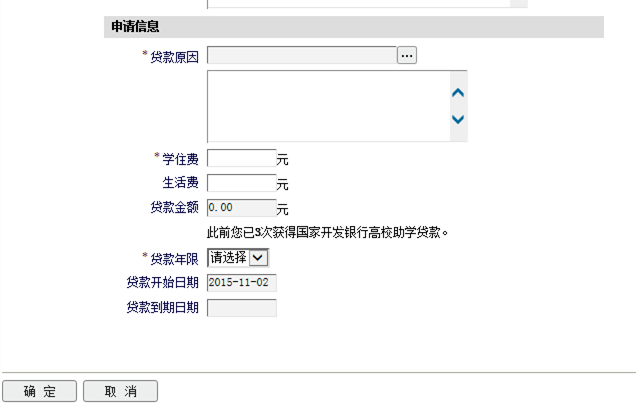 申请信息
*贷款原因 ...
*学住费 元
生活费 元
贷款金额 0.00 元
此前您已3次获得国家开发银行高校助学贷款。
*贷款年限 请选择
贷款开始日期 2015-11-02
贷款到期日期
确 定 取 消